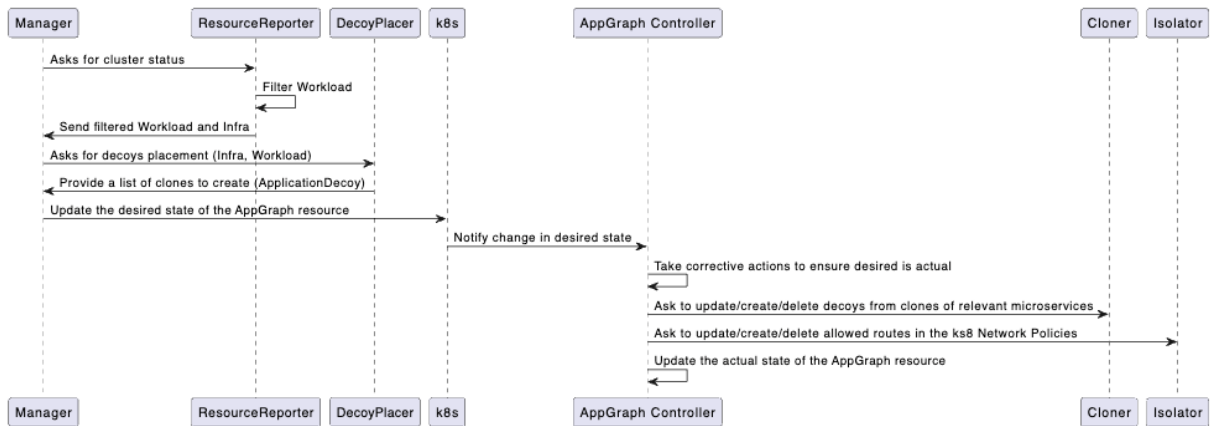 Manager ResourceReporter DecoyPlacer k8s AppGraph Controller Cloner Isolator
Asks for cluster status
Filter Workload
Send filtered Workload and Infra
Asks for decoys placement (Infra, Workload)
Provide a list of clones to create (ApplicationDecoy)
Update the desired state of the AppGraph resource
Notify change in desired state
Take corrective actions to ensure desired is actual
Ask to update/create/delete decoys from clones of relevant microservices
Ask to update/create/delete allowed routes in the ks8 Network Policies
Update the actual state of the AppGraph resource
Manager ResourceReporter DecoyPlacer k8s AppGraph Controller Cloner Isolator